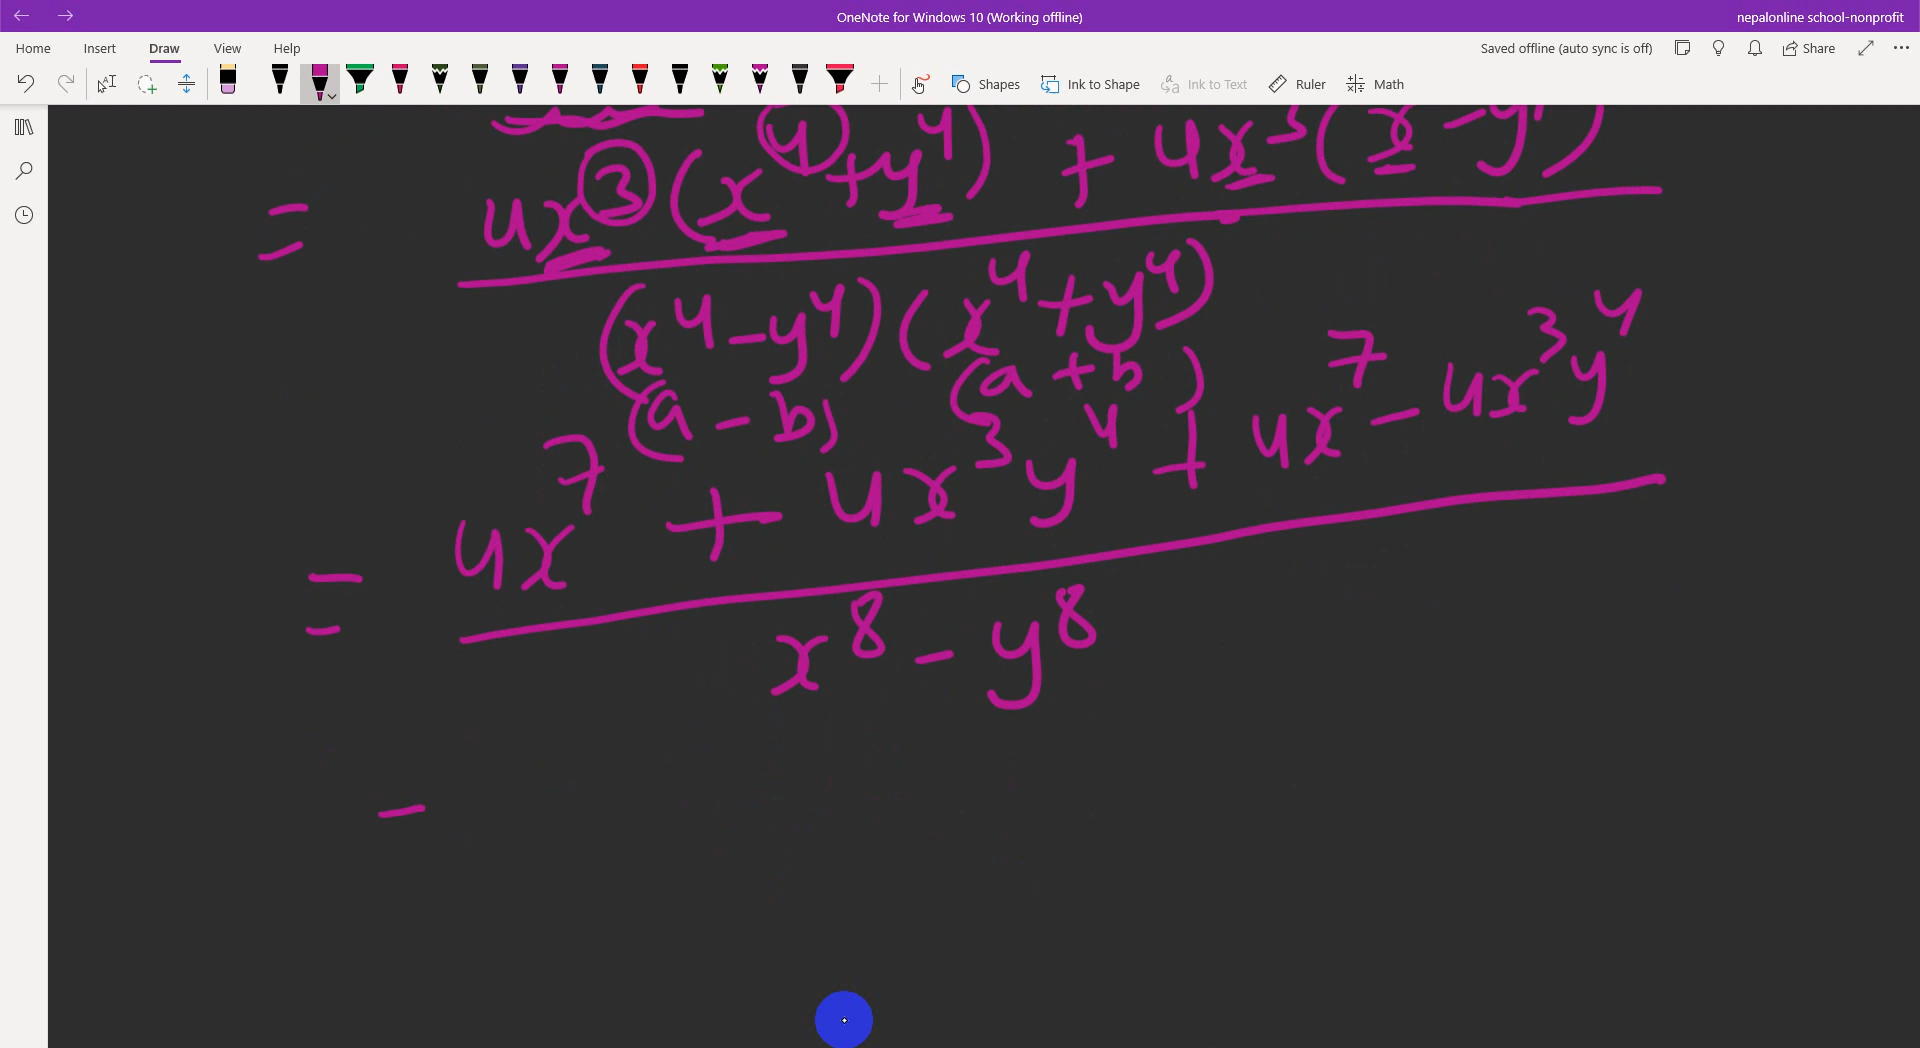 OneNote for Windows 10 (Working offline)
nepalonline school-nonprofit
Home Insert Draw View Help
Saved offline (auto sync is off) Share
Shapes Ink to Shape Ink to Text Ruler Math
= 4x³(x⁴+y⁴) + 4x³(x⁴-y⁴)
(x⁴-y⁴)(x⁴+y⁴)
(a-b) (a+b)
= 4x⁷ + 4x³y⁴ + 4x⁷ - 4x³y⁴
x⁸ - y⁸
-